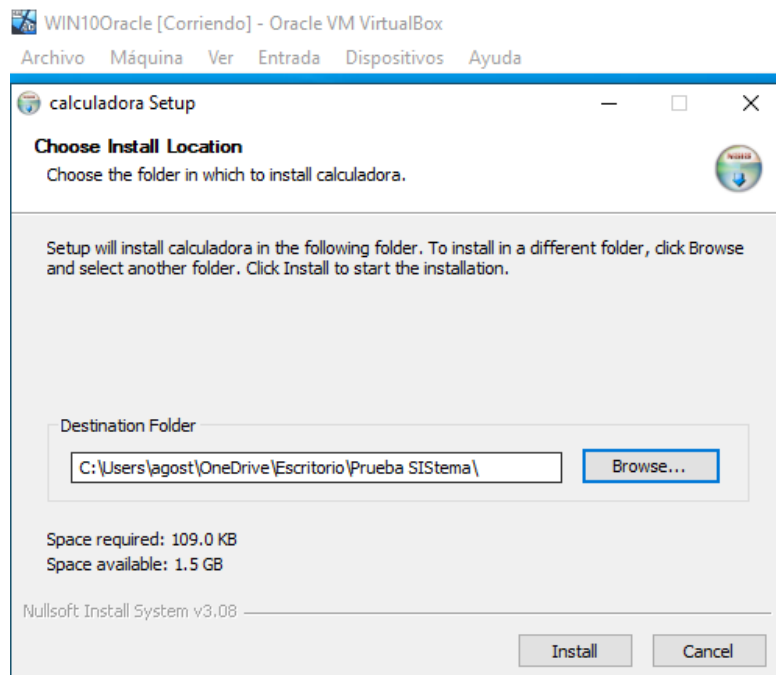 WIN10Oracle [Corriendo] - Oracle VM VirtualBox
Archivo Máquina Ver Entrada Dispositivos Ayuda
calculadora Setup
Choose Install Location
Choose the folder in which to install calculadora.
Setup will install calculadora in the following folder. To install in a different folder, click Browse
and select another folder. Click Install to start the installation.
Destination Folder
C:\Users\agost\OneDrive\Escritorio\Prueba SIStema\
Browse...
Space required: 109.0 KB
Space available: 1.5 GB
Nullsoft Install System v3.08
Install Cancel